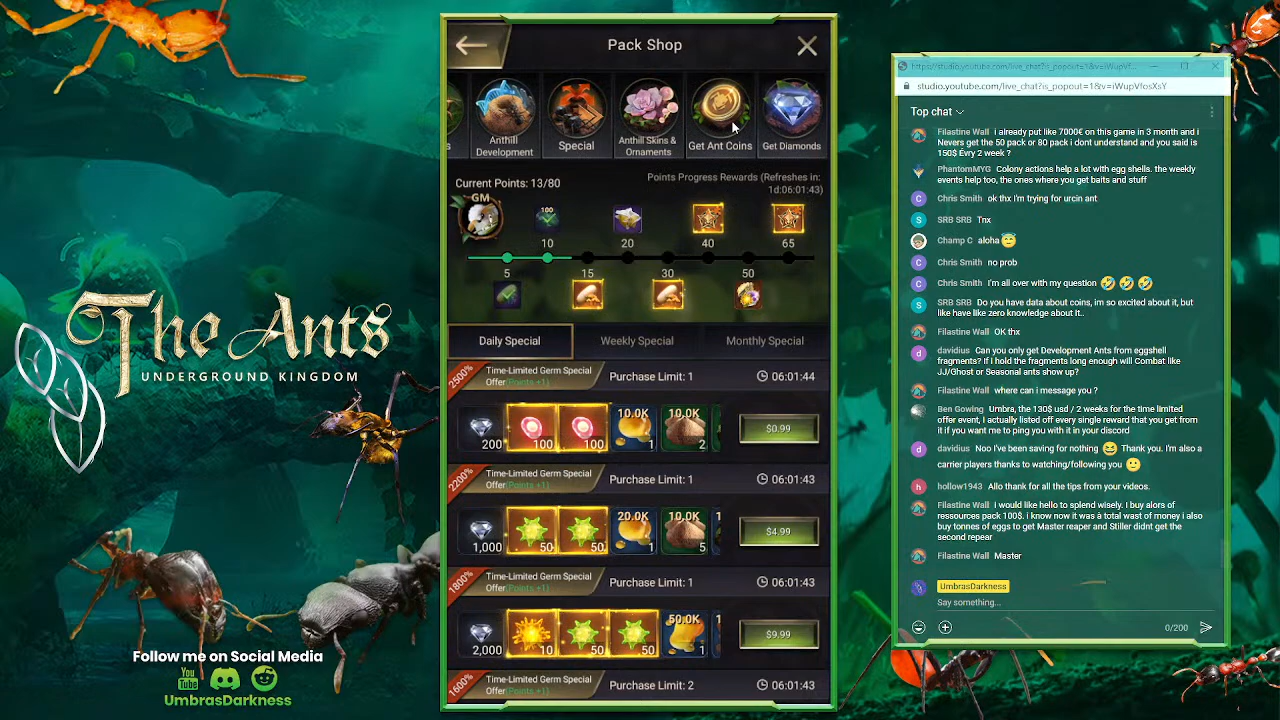 The Ants
UNDERGROUND KINGDOM
Follow me on Social Media
You
Tube
UmbrasDarkness
Pack Shop
s
Anthill
Development
Special
Anthill Skins &
Ornaments
Get Ant Coins
Get Diamonds
Current Points: 13/80
Points Progress Rewards (Refreshes in:
1d:06:01:43)
GM
100
10
20
40
65
5
15
30
50
Daily Special
Weekly Special
Monthly Special
2500%
Time-Limited Germ Special
Offer(Points +1)
Purchase Limit: 1
06:01:44
200
100
100
10.0K
1
10.0K
2
$0.99
2200%
Time-Limited Germ Special
Offer(Points +1)
Purchase Limit: 1
06:01:43
1,000
50
50
20.0K
1
10.0K
5
1
$4.99
1800%
Time-Limited Germ Special
Offer(Points +1)
Purchase Limit: 1
06:01:43
2,000
10
50
50
50.0K
1
1
$9.99
1600%
Time-Limited Germ Special
Offer(Points +1)
Purchase Limit: 2
06:01:43
studio.youtube.com/live_chat?is_popout=1&v=iWupVfosXsY
Top chat
Filastine Wall i already put like 7000€ on this game in 3 month and i
Nevers get the 50 pack or 80 pack i dont understand and you said is
150$ Évry 2 week ?
PhantomMYG Colony actions help a lot with egg shells. the weekly
events help too, the ones where you get baits and stuff
C Chris Smith ok thx I'm trying for urcin ant
S SRB SRB Tnx
Champ C aloha
C Chris Smith no prob
C Chris Smith I'm all over with my question
S SRB SRB Do you have data about coins, im so excited about it, but
like have like zero knowledge about it..
Filastine Wall OK thx
d davidius Can you only get Development Ants from eggshell
fragments? If I hold the fragments long enough will Combat like
JJ/Ghost or Seasonal ants show up?
Filastine Wall where can i message you ?
Ben Gowing Umbra, the 130$ usd / 2 weeks for the time limited
offer event, I actually listed off every single reward that you get from
it if you want me to ping you with it in your discord
d davidius Noo I've been saving for nothing Thank you. I'm also a
carrier players thanks to watching/following you
h hollow1943 Allo thank for all the tips from your videos.
Filastine Wall I would like hello to splend wisely. I buy alors of
ressources pack 100$. i know now it was à total wast of money i also
buy tonnes of eggs to get Master reaper and Stiller didnt get the
second repear
Filastine Wall Master
UmbrasDarkness
Say something...
0/200